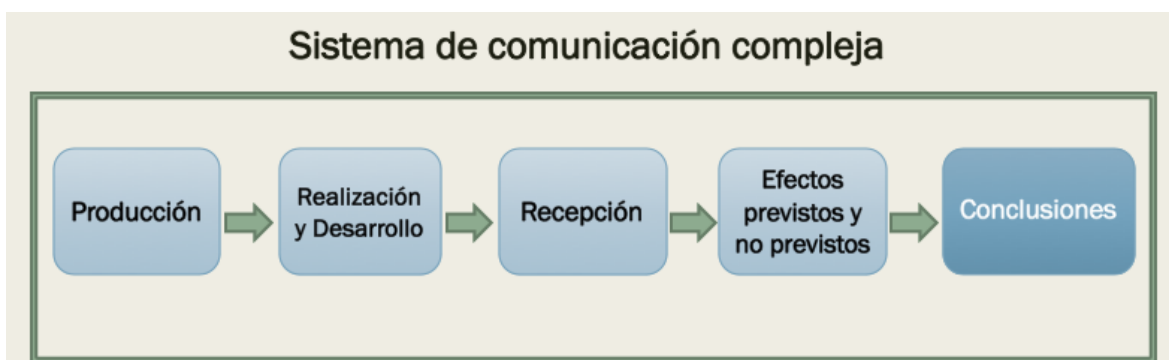 Sistema de comunicación compleja
Producción
Realización
y Desarrollo
Recepción
Efectos
previstos y
no previstos
Conclusiones